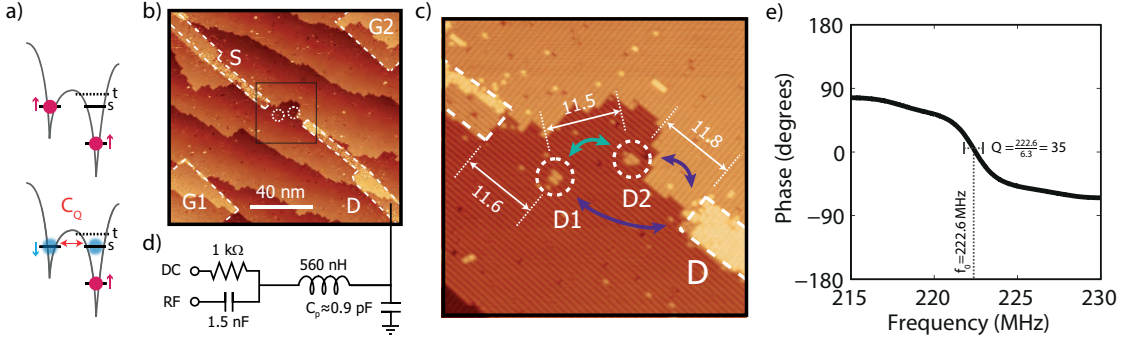 a)
t
s
C_Q
t
s
b)
S
G2
40 nm
G1
D
c)
11.5
11.8
11.6
D1
D2
D
d)
1 kΩ
DC
560 nH
RF
1.5 nF
C_p≈0.9 pF
e)
180
90
0
−90
−180
Phase (degrees)
Q = 222.6/6.3 = 35
f_0=222.6 MHz
215
220
225
230
Frequency (MHz)